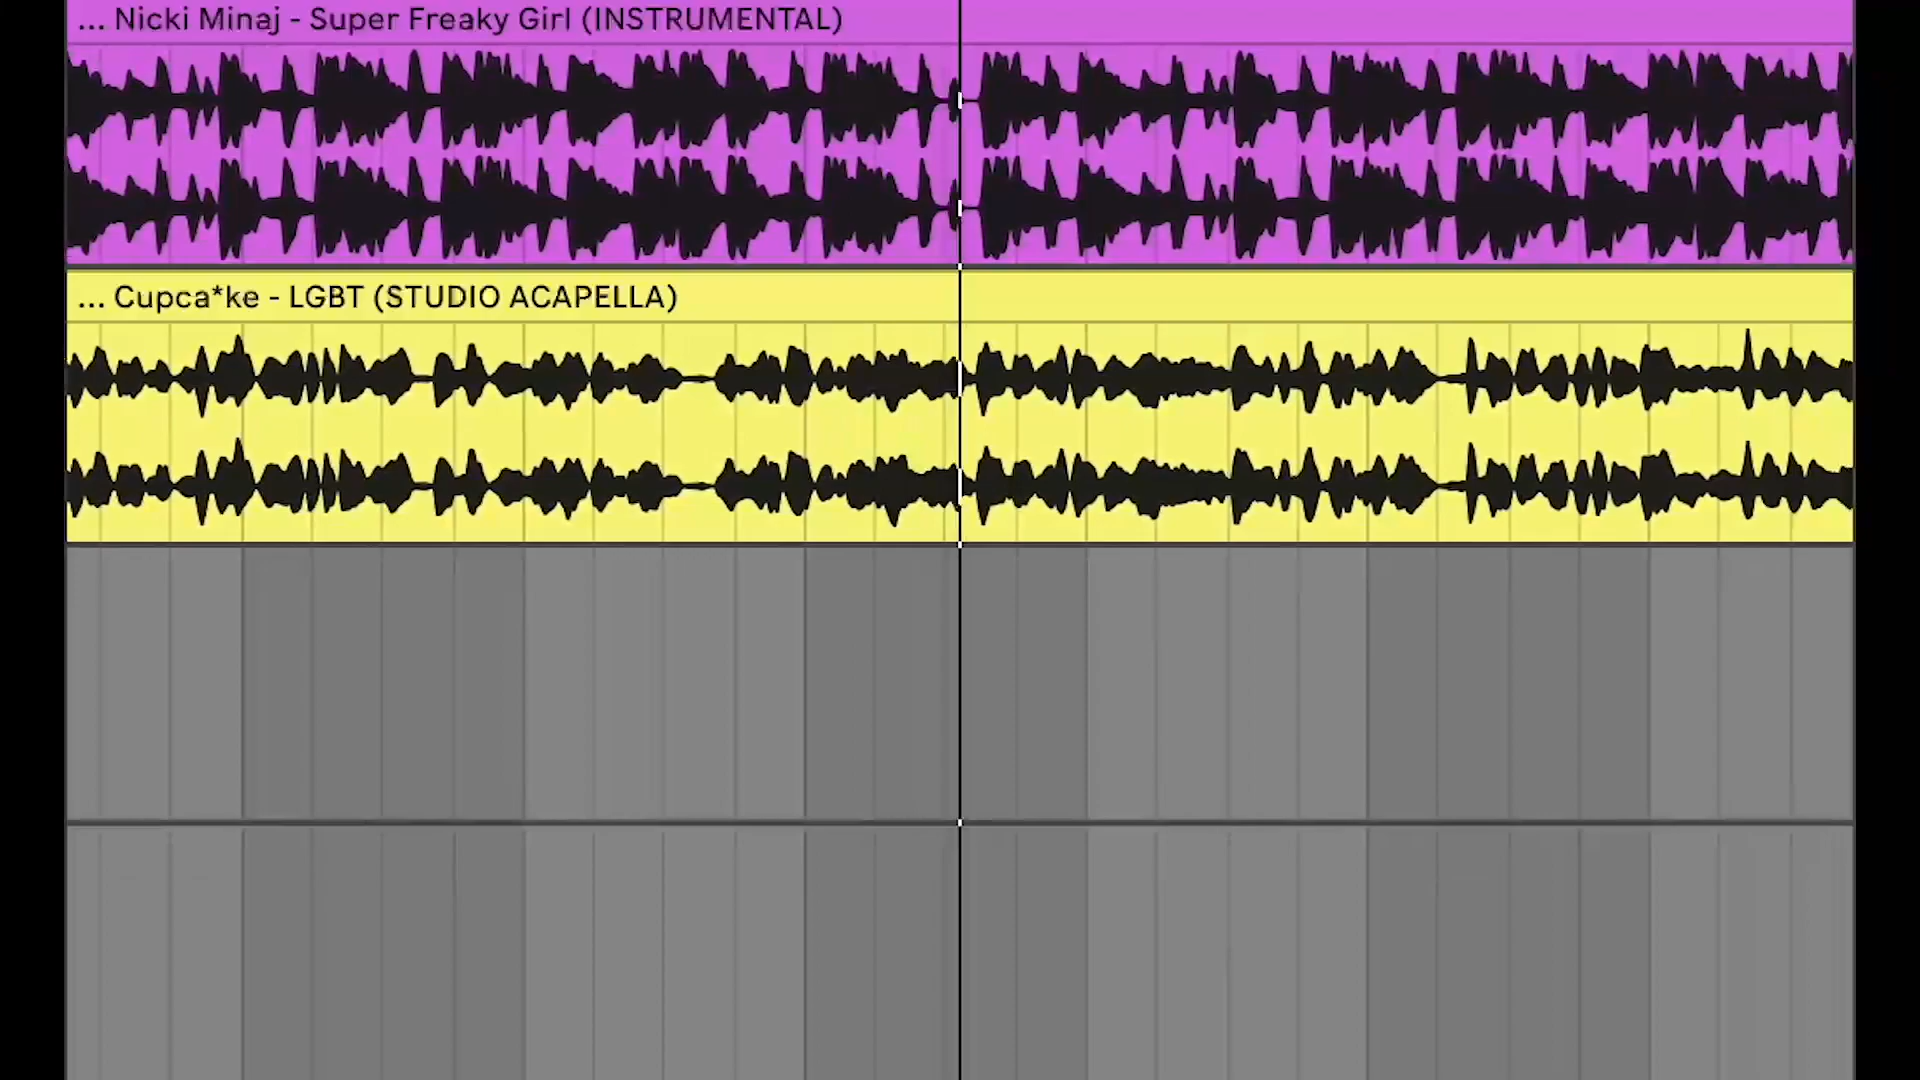 ... Nicki Minaj - Super Freaky Girl (INSTRUMENTAL)
... Cupca*ke - LGBT (STUDIO ACAPELLA)